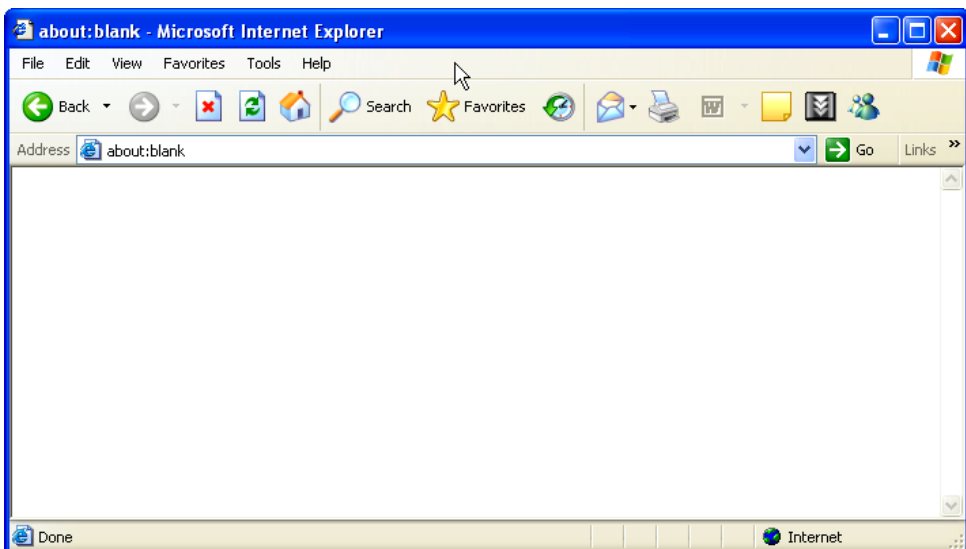 about:blank - Microsoft Internet Explorer
File Edit View Favorites Tools Help
Back Search Favorites W
Address about:blank Go Links »
Done Internet